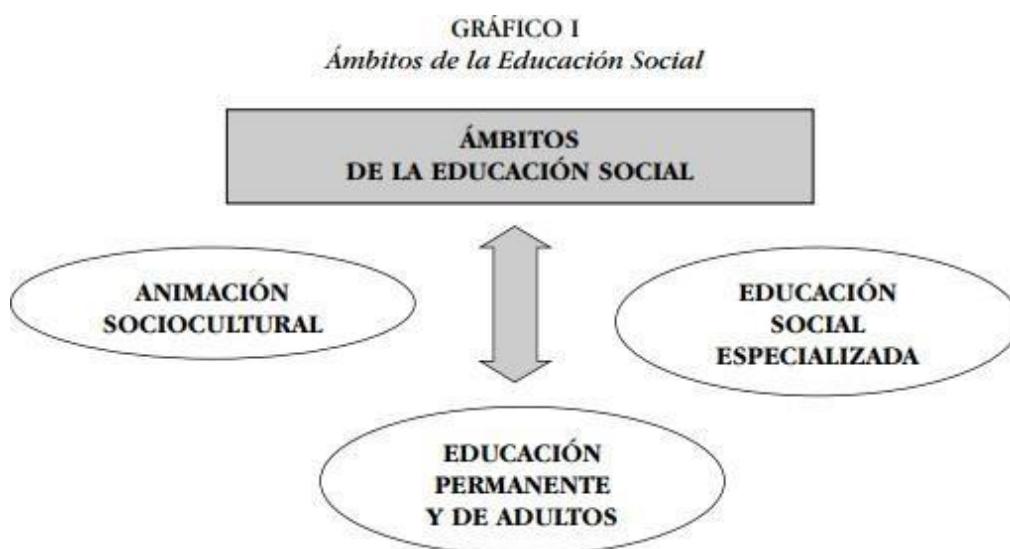 GRÁFICO I
Ámbitos de la Educación Social
ÁMBITOS
DE LA EDUCACIÓN SOCIAL
ANIMACIÓN
SOCIOCULTURAL
EDUCACIÓN
SOCIAL
ESPECIALIZADA
EDUCACIÓN
PERMANENTE
Y DE ADULTOS